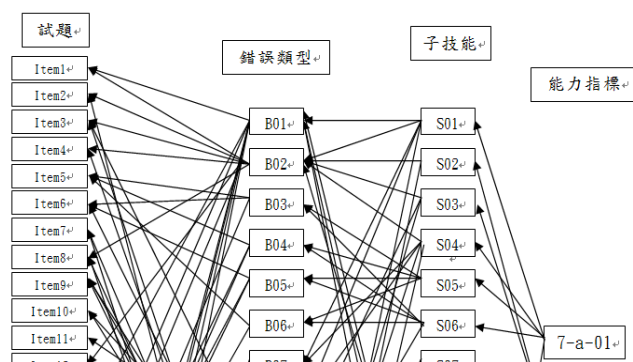 試題
錯誤類型
子技能
能力指標
Item1
Item2
Item3
Item4
Item5
Item6
Item7
Item8
Item9
Item10
Item11
B01
B02
B03
B04
B05
B06
S01
S02
S03
S04
S05
S06
7-a-01